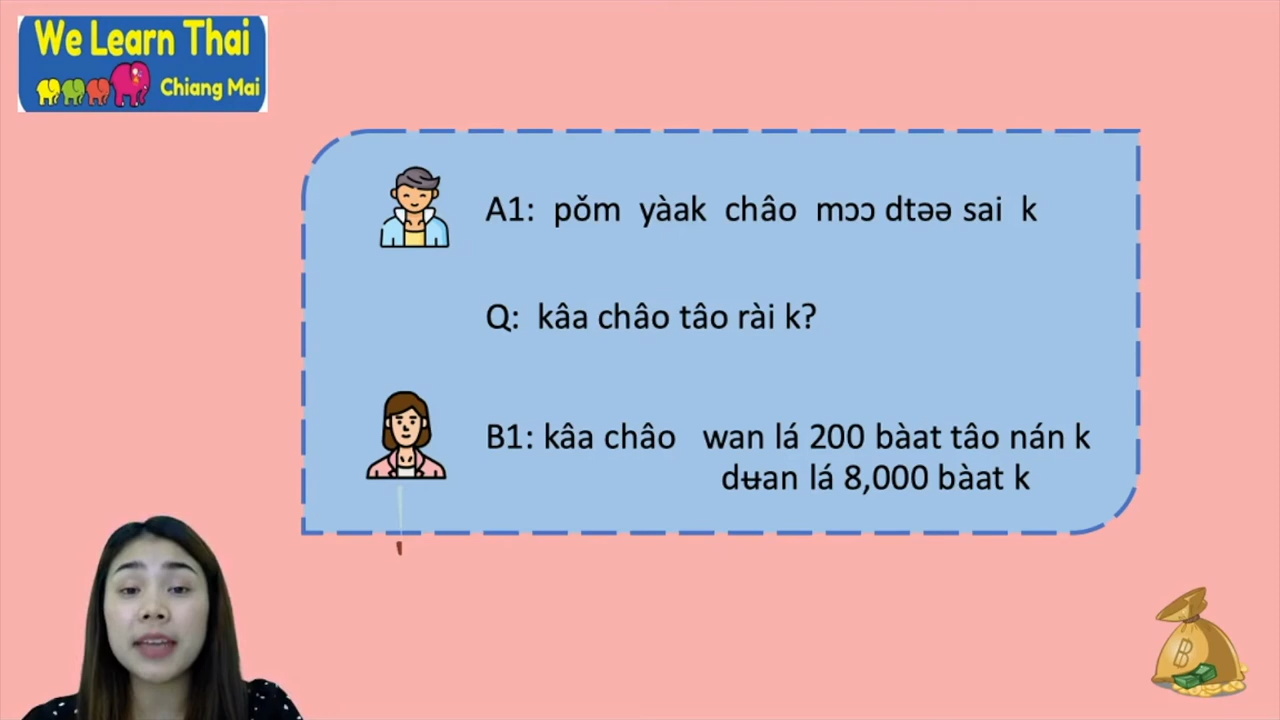 We Learn Thai
Chiang Mai
A1: pǒm yàak châo mɔɔ dtəə sai k
Q: kâa châo tâo rài k?
B1: kâa châo wan lá 200 bàat tâo nán k
dʉan lá 8,000 bàat k
B